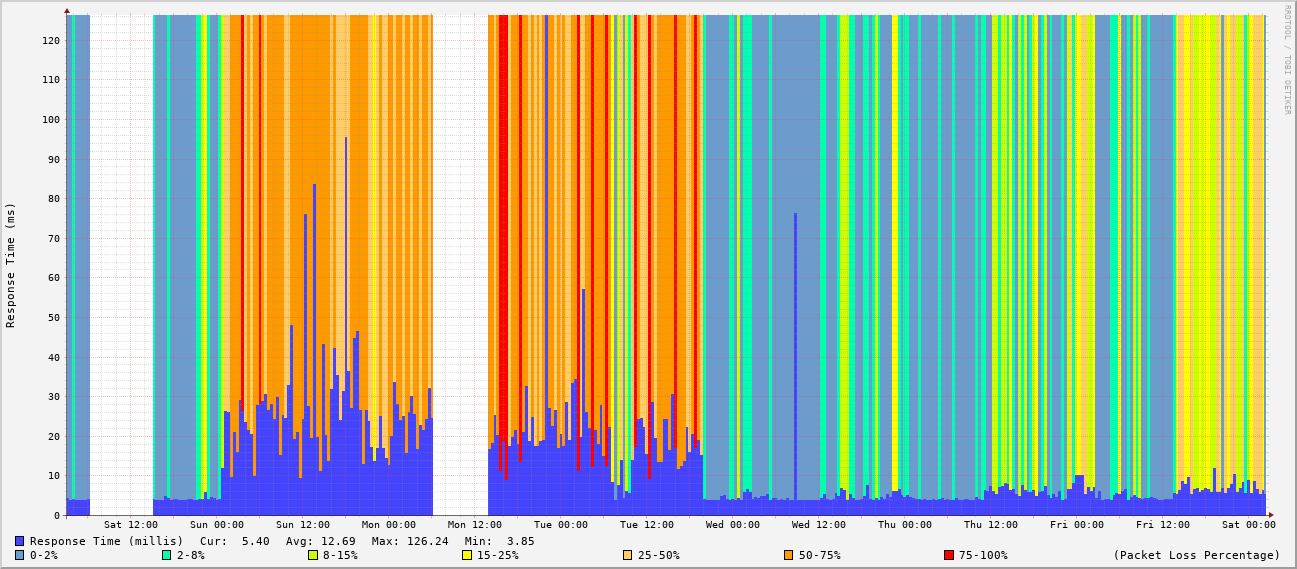 RRDTOOL / TOBI OETIKER
Response Time (ms)
120
110
100
90
80
70
60
50
40
30
20
10
0
Sat 12:00 Sun 00:00 Sun 12:00 Mon 00:00 Mon 12:00 Tue 00:00 Tue 12:00 Wed 00:00 Wed 12:00 Thu 00:00 Thu 12:00 Fri 00:00 Fri 12:00 Sat 00:00
Response Time (millis) Cur: 5.40 Avg: 12.69 Max: 126.24 Min: 3.85
0-2% 2-8% 8-15% 15-25% 25-50% 50-75% 75-100% (Packet Loss Percentage)